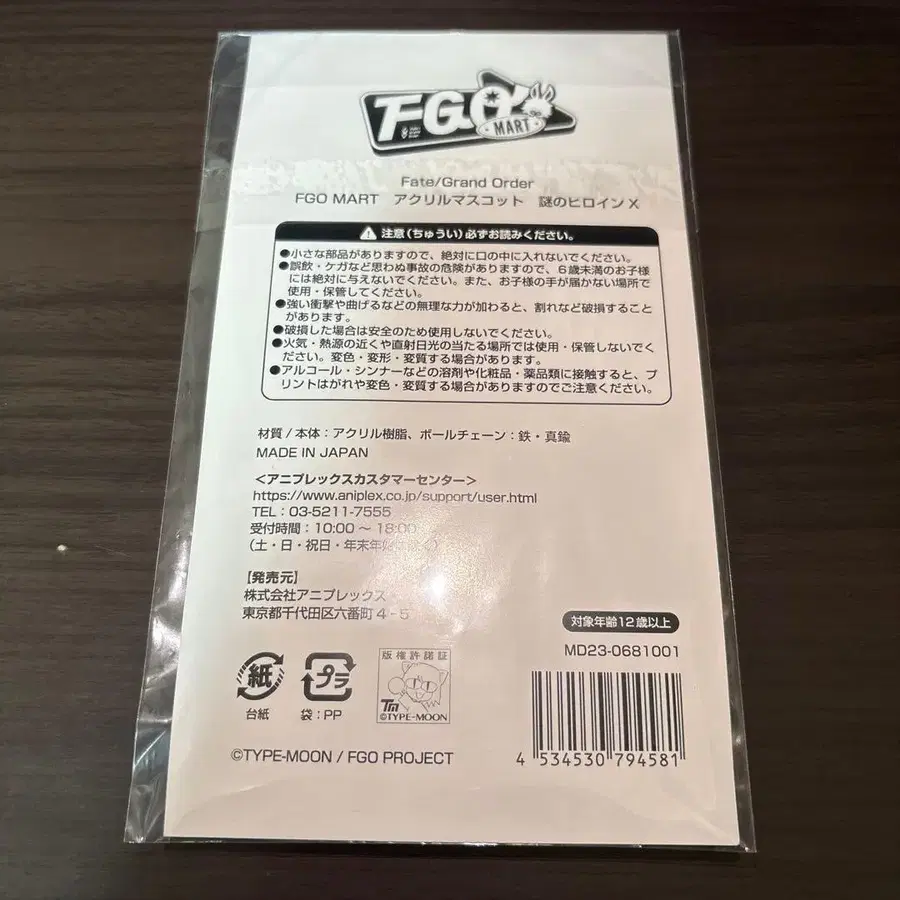 FGO
MART
Fate/Grand Order
FGO MART アクリルマスコット 謎のヒロインX
注意(ちゅうい)必ずお読みください。
●小さな部品がありますので、絶対に口の中に入れないでください。
●誤飲・ケガなど思わぬ事故の危険がありますので、6歳未満のお子様
には絶対に与えないでください。また、お子様の手が届かない場所で
使用・保管してください。
●強い衝撃や曲げるなどの無理な力が加わると、割れなど破損すること
があります。
●破損した場合は安全のため使用しないでください。
●火気・熱源の近くや直射日光の当たる場所では使用・保管しないでく
ださい。変色・変形・変質する場合があります。
●アルコール・シンナーなどの溶剤や化粧品・薬品類に接触すると、プ
リントはがれや変色・変質する場合がありますのでご注意ください。
材質/本体:アクリル樹脂、ボールチェーン:鉄・真鍮
MADE IN JAPAN
<アニプレックスカスタマーセンター>
https://www.aniplex.co.jp/support/user.html
TEL:03-5211-7555
受付時間:10:00~18:00
(土・日・祝日・年末年始除く)
【発売元】
株式会社アニプレックス
東京都千代田区六番町4-5
対象年齢12歳以上
MD23-0681001
紙
台紙
プラ
袋:PP
版権許諾証
TM
©TYPE-MOON
4 534530 794581
©TYPE-MOON / FGO PROJECT